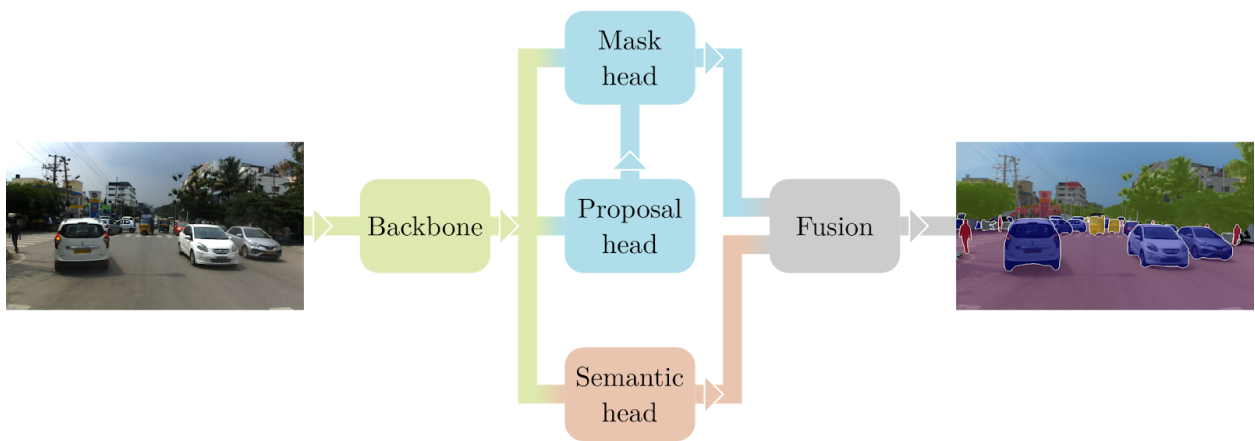 Mask
head
Backbone
Proposal
head
Fusion
Semantic
head